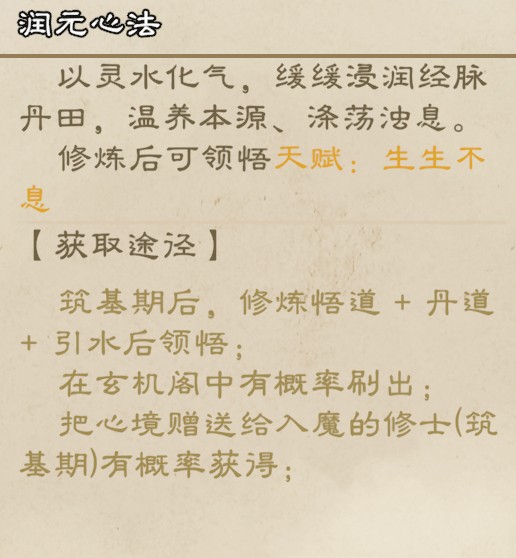 润元心法
以灵水化气，缓缓浸润经脉
丹田，温养本源、涤荡浊息。
修炼后可领悟天赋：生生不
息
【获取途径】
筑基期后，修炼悟道 + 丹道
+ 引水后领悟；
在玄机阁中有概率刷出；
把心境赠送给入魔的修士(筑
基期)有概率获得；